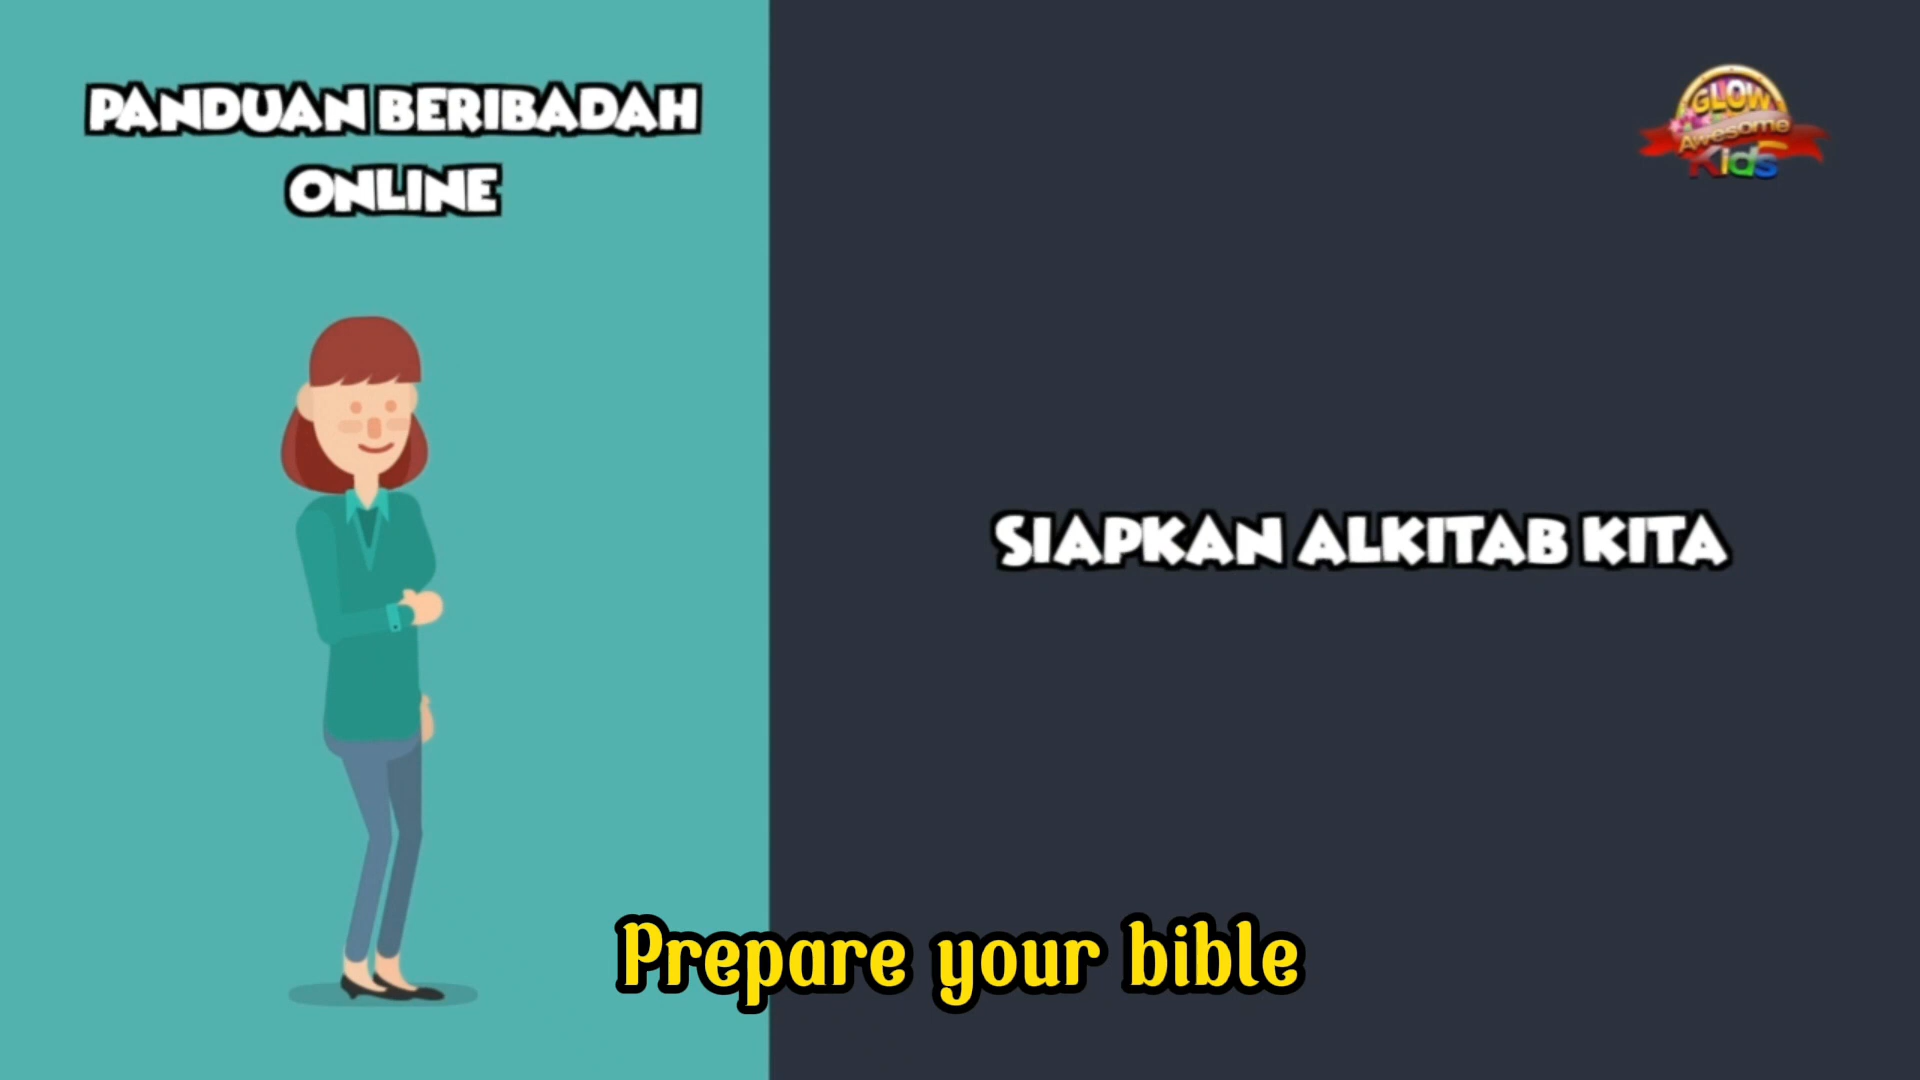 PANDUAN BERIBADAH
ONLINE
GLOW
Awesome
Kids
SIAPKAN ALKITAB KITA
Prepare your bible